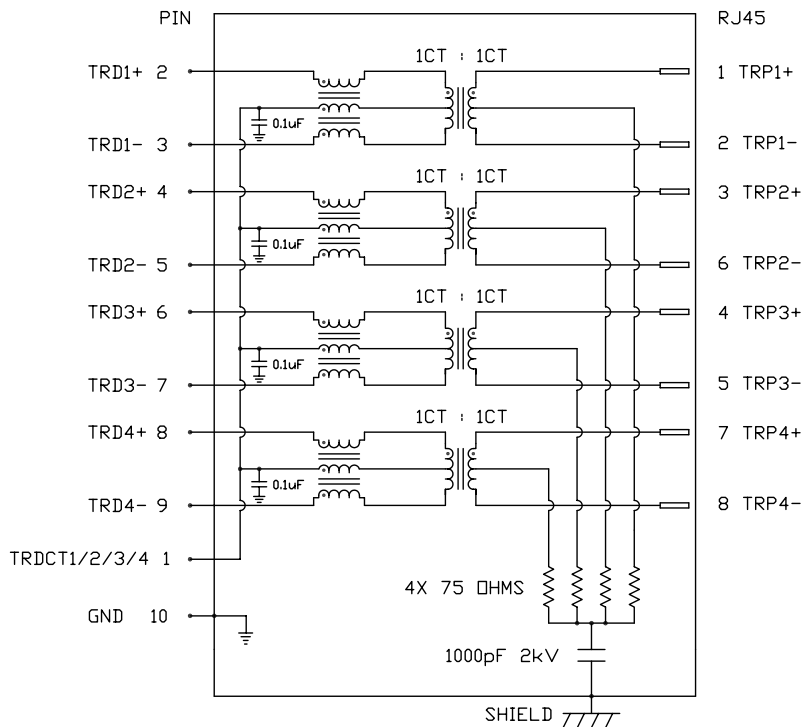 PIN RJ45
1CT : 1CT
TRD1+ 2 1 TRP1+
0.1uF
TRD1- 3 2 TRP1-
1CT : 1CT
TRD2+ 4 3 TRP2+
0.1uF
TRD2- 5 6 TRP2-
1CT : 1CT
TRD3+ 6 4 TRP3+
0.1uF
TRD3- 7 5 TRP3-
1CT : 1CT
TRD4+ 8 7 TRP4+
0.1uF
TRD4- 9 8 TRP4-
TRDCT1/2/3/4 1
4X 75 OHMS
GND 10
1000pF 2kV
SHIELD